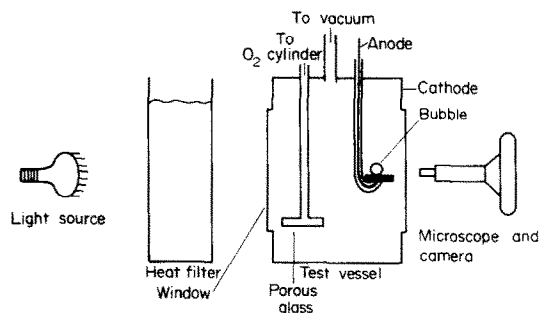 To vacuum
To
O2 cylinder
Anode
Cathode
Bubble
Light source
Heat filter
Window
Porous
glass
Test vessel
Microscope and
camera